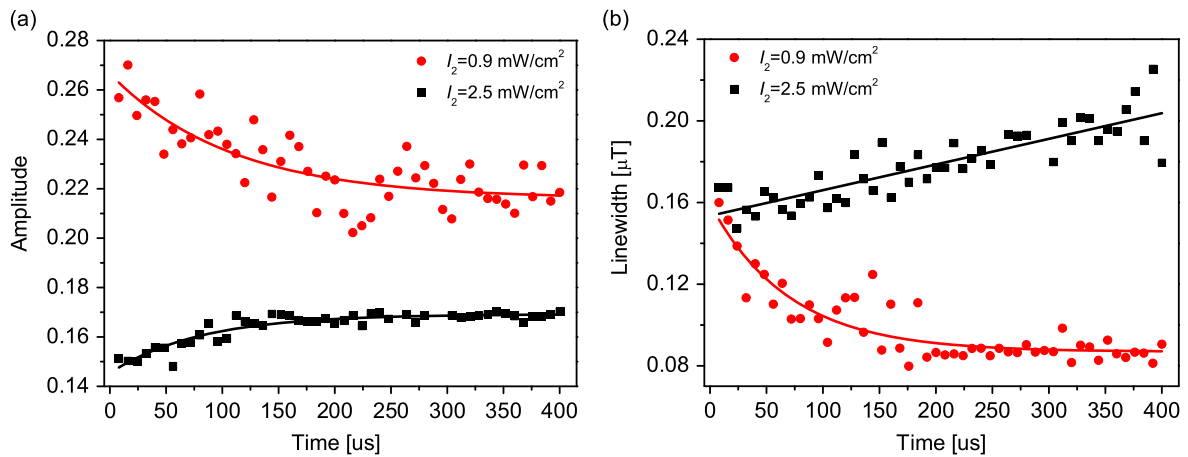 (a)
0.28
0.26
0.24
0.22
0.20
0.18
0.16
0.14
Amplitude
0 50 100 150 200 250 300 350 400
Time [us]
I2=0.9 mW/cm2
I2=2.5 mW/cm2
(b)
0.24
0.20
0.16
0.12
0.08
Linewidth [μT]
0 50 100 150 200 250 300 350 400
Time [us]
I2=0.9 mW/cm2
I2=2.5 mW/cm2